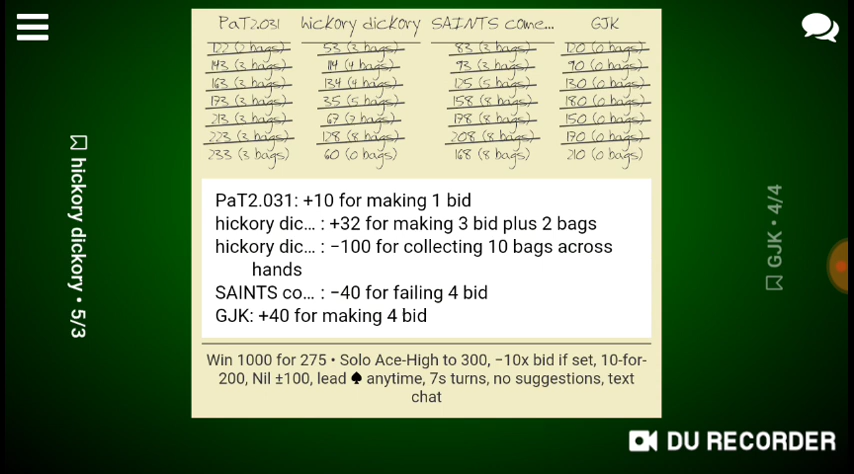 PaT2.031 hickory dickory SAINTS come... GJK
122 (2 bags) 53 (3 bags) 83 (3 bags) 120 (0 bags)
143 (3 bags) 114 (4 bags) 93 (3 bags) 90 (0 bags)
163 (3 bags) 134 (4 bags) 125 (5 bags) 130 (0 bags)
173 (3 bags) 35 (5 bags) 158 (8 bags) 180 (0 bags)
213 (3 bags) 67 (7 bags) 178 (8 bags) 150 (0 bags)
223 (3 bags) 128 (8 bags) 208 (8 bags) 170 (0 bags)
233 (3 bags) 60 (0 bags) 168 (8 bags) 210 (0 bags)
PaT2.031: +10 for making 1 bid
hickory dic... : +32 for making 3 bid plus 2 bags
hickory dic... : −100 for collecting 10 bags across
hands
SAINTS co... : −40 for failing 4 bid
GJK: +40 for making 4 bid
Win 1000 for 275 • Solo Ace-High to 300, −10x bid if set, 10-for-
200, Nil ±100, lead ♠ anytime, 7s turns, no suggestions, text
chat
hickory dickory • 5/3
GJK • 4/4
DU RECORDER